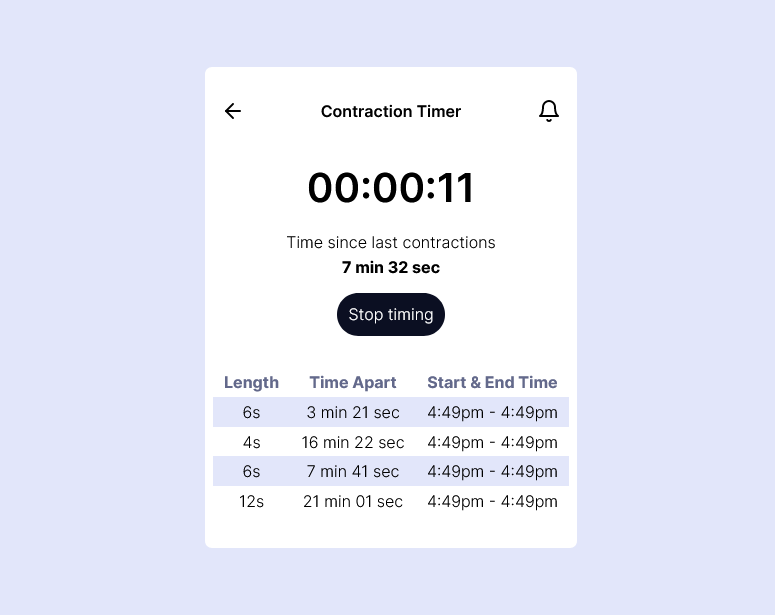 Contraction Timer
00:00:11
Time since last contractions
7 min 32 sec
Stop timing
Length Time Apart Start & End Time
6s 3 min 21 sec 4:49pm - 4:49pm
4s 16 min 22 sec 4:49pm - 4:49pm
6s 7 min 41 sec 4:49pm - 4:49pm
12s 21 min 01 sec 4:49pm - 4:49pm